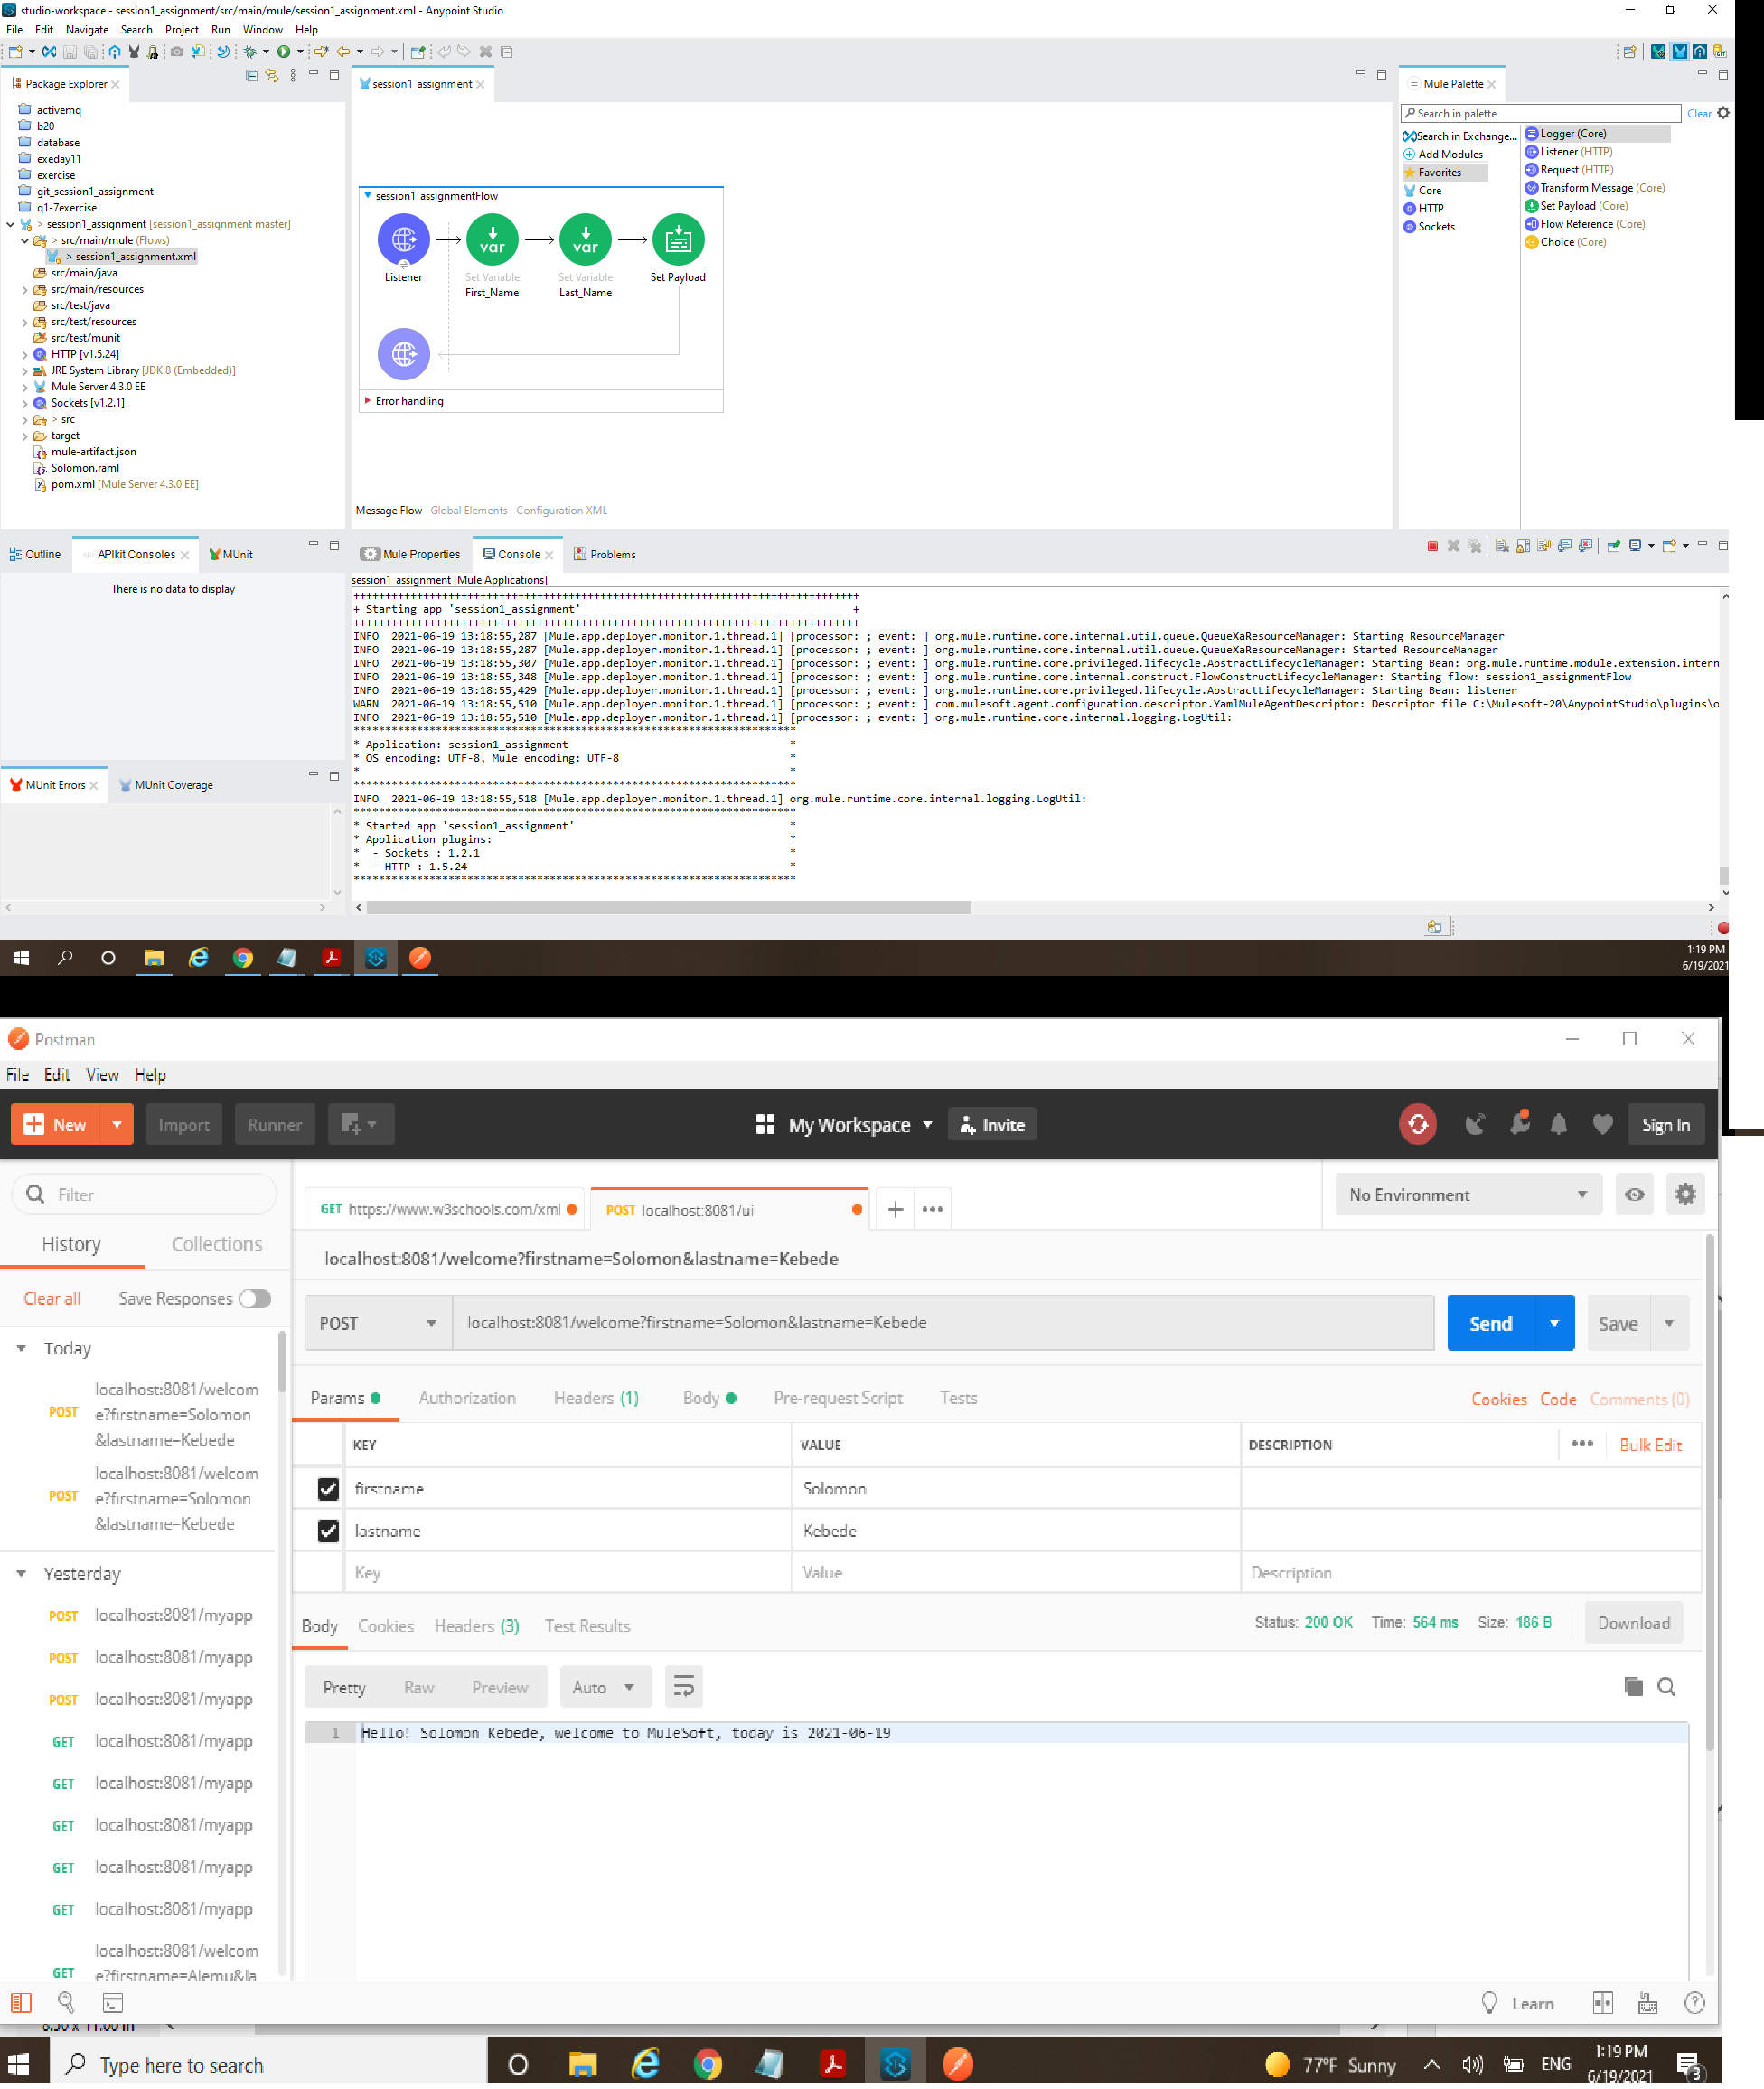 studio-workspace - session1_assignment/src/main/mule/session1_assignment.xml - Anypoint Studio
File Edit Navigate Search Project Run Window Help
Package Explorer
activemq
b20
database
exeday11
exercise
git_session1_assignment
q1-7exercise
> session1_assignment [session1_assignment master]
> src/main/mule (Flows)
> session1_assignment.xml
src/main/java
src/main/resources
src/test/java
src/test/resources
src/test/munit
HTTP [v1.5.24]
JRE System Library [JDK 8 (Embedded)]
Mule Server 4.3.0 EE
Sockets [v1.2.1]
> src
target
mule-artifact.json
Solomon.raml
pom.xml [Mule Server 4.3.0 EE]
session1_assignment
session1_assignmentFlow
var var
Listener Set Variable Set Variable Set Payload
First_Name Last_Name
Error handling
Message Flow Global Elements Configuration XML
Mule Palette
Search in palette Clear
Search in Exchange...
Add Modules
Favorites
Core
HTTP
Sockets
Logger (Core)
Listener (HTTP)
Request (HTTP)
Transform Message (Core)
Set Payload (Core)
Flow Reference (Core)
Choice (Core)
Outline APIkit Consoles MUnit
There is no data to display
MUnit Errors MUnit Coverage
Mule Properties Console Problems
session1_assignment [Mule Applications]
+ Starting app 'session1_assignment' +
INFO 2021-06-19 13:18:55,287 [Mule.app.deployer.monitor.1.thread.1] [processor: ; event: ] org.mule.runtime.core.internal.util.queue.QueueXaResourceManager: Starting ResourceManager
INFO 2021-06-19 13:18:55,287 [Mule.app.deployer.monitor.1.thread.1] [processor: ; event: ] org.mule.runtime.core.internal.util.queue.QueueXaResourceManager: Started ResourceManager
INFO 2021-06-19 13:18:55,307 [Mule.app.deployer.monitor.1.thread.1] [processor: ; event: ] org.mule.runtime.core.privileged.lifecycle.AbstractLifecycleManager: Starting Bean: org.mule.runtime.module.extension.intern
INFO 2021-06-19 13:18:55,348 [Mule.app.deployer.monitor.1.thread.1] [processor: ; event: ] org.mule.runtime.core.internal.construct.FlowConstructLifecycleManager: Starting flow: session1_assignmentFlow
INFO 2021-06-19 13:18:55,429 [Mule.app.deployer.monitor.1.thread.1] [processor: ; event: ] org.mule.runtime.core.privileged.lifecycle.AbstractLifecycleManager: Starting Bean: listener
WARN 2021-06-19 13:18:55,510 [Mule.app.deployer.monitor.1.thread.1] [processor: ; event: ] com.mulesoft.agent.configuration.descriptor.YamlMuleAgentDescriptor: Descriptor file C:\Mulesoft-20\AnypointStudio\plugins\o
INFO 2021-06-19 13:18:55,510 [Mule.app.deployer.monitor.1.thread.1] [processor: ; event: ] org.mule.runtime.core.internal.logging.LogUtil:
**********************************************************************
* Application: session1_assignment *
* OS encoding: UTF-8, Mule encoding: UTF-8 *
* *
**********************************************************************
INFO 2021-06-19 13:18:55,518 [Mule.app.deployer.monitor.1.thread.1] org.mule.runtime.core.internal.logging.LogUtil:
**********************************************************************
* Started app 'session1_assignment' *
* Application plugins: *
* - Sockets : 1.2.1 *
* - HTTP : 1.5.24 *
**********************************************************************
1:19 PM
6/19/2021
Postman
File Edit View Help
New Import Runner My Workspace Invite Sign In
Filter
History Collections
Clear all Save Responses
Today
POST localhost:8081/welcom
e?firstname=Solomon
&lastname=Kebede
POST localhost:8081/welcom
e?firstname=Solomon
&lastname=Kebede
Yesterday
POST localhost:8081/myapp
POST localhost:8081/myapp
POST localhost:8081/myapp
GET localhost:8081/myapp
GET localhost:8081/myapp
GET localhost:8081/myapp
GET localhost:8081/myapp
GET localhost:8081/myapp
localhost:8081/welcom
GET e?firstname=Alemu&la
GET https://www.w3schools.com/xml POST localhost:8081/ui
No Environment
localhost:8081/welcome?firstname=Solomon&lastname=Kebede
POST localhost:8081/welcome?firstname=Solomon&lastname=Kebede Send Save
Params Authorization Headers (1) Body Pre-request Script Tests Cookies Code Comments (0)
KEY VALUE DESCRIPTION Bulk Edit
firstname Solomon
lastname Kebede
Key Value Description
Body Cookies Headers (3) Test Results Status: 200 OK Time: 564 ms Size: 186 B Download
Pretty Raw Preview Auto
1 Hello! Solomon Kebede, welcome to MuleSoft, today is 2021-06-19
Learn
8.50 x 11.00 in
Type here to search
77°F Sunny ENG 1:19 PM
6/19/2021
3